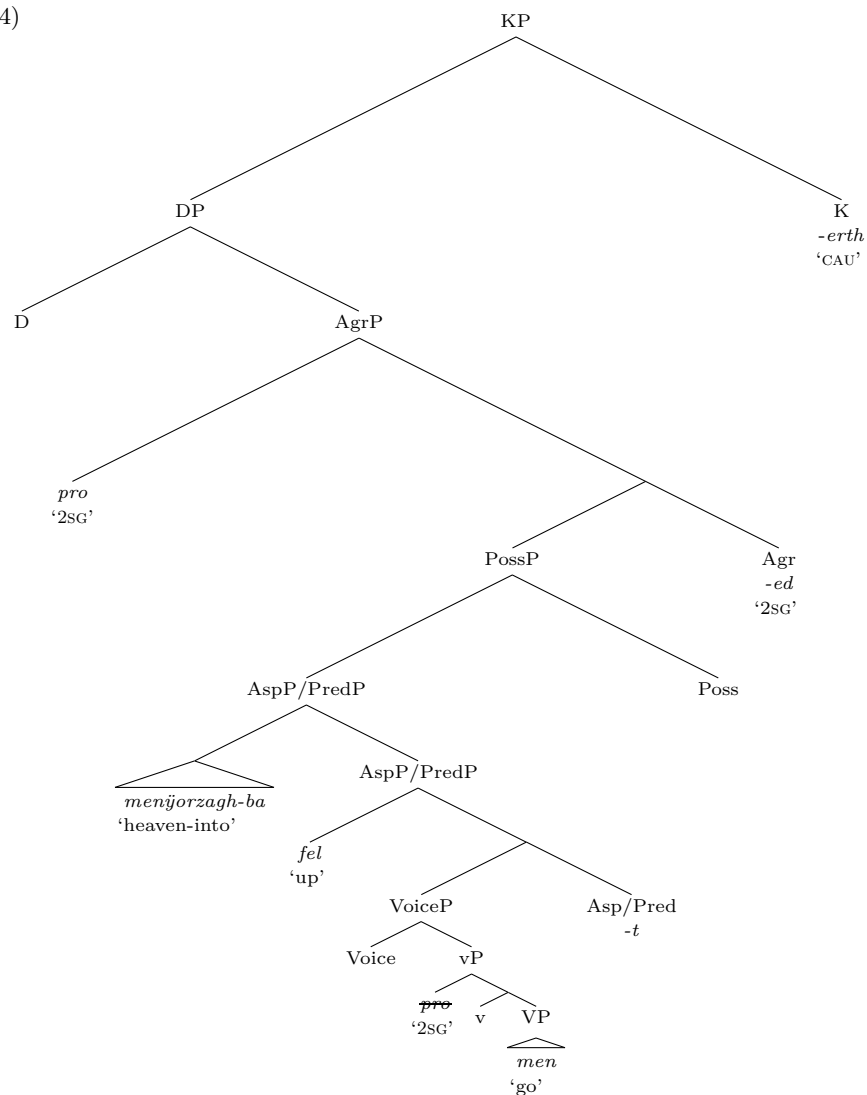 4)
KP
DP K
-erth
‘CAU’
D AgrP
pro
‘2SG’
PossP Agr
-ed
‘2SG’
AspP/PredP Poss
menÿorzagh-ba AspP/PredP
‘heaven-into’
fel
‘up’
VoiceP Asp/Pred
-t
Voice vP
pro v VP
‘2SG’
men
‘go’